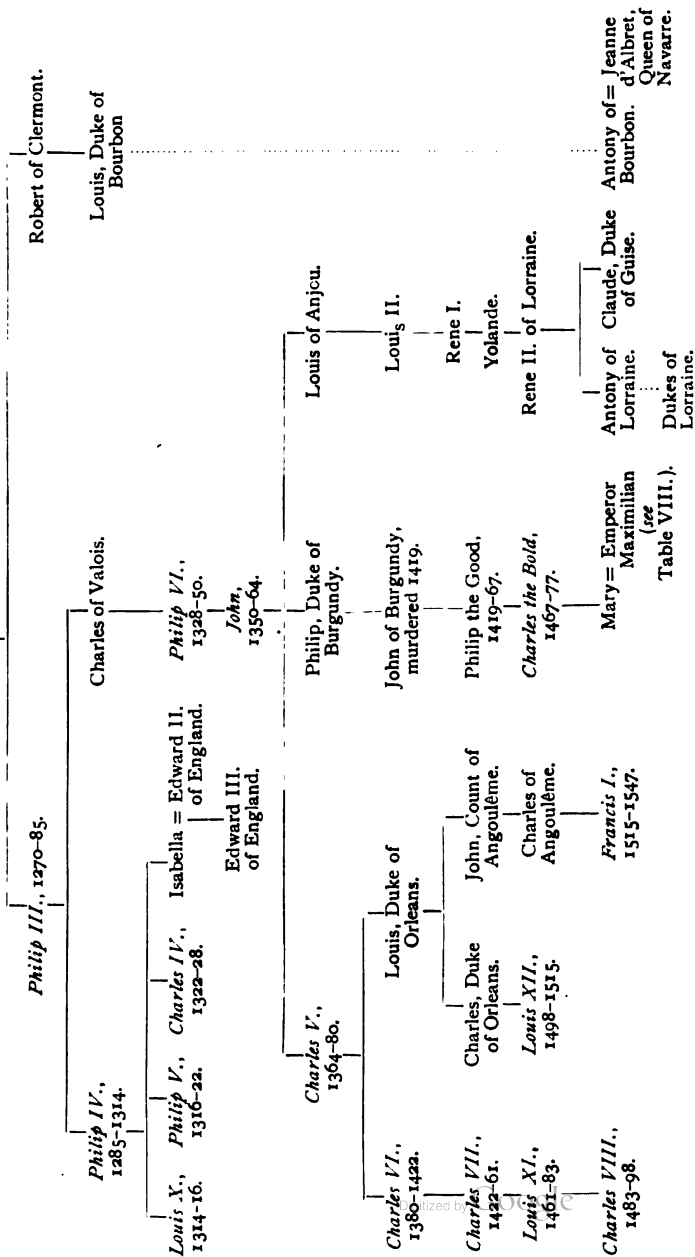 Philip III., 1270–85.
Robert of Clermont.
Philip IV.,
1285–1314.
Charles of Valois.
Louis, Duke of
Bourbon
Louis X.,
1314–16.
Philip V.,
1316–22.
Charles IV.,
1322–28.
Isabella = Edward II.
of England.
Philip VI.,
1328–50.
Edward III.
of England.
John,
1350–64.
Charles V.,
1364–80.
Philip, Duke of
Burgundy.
Louis of Anjcu.
Charles VI.,
1380–1422.
Louis, Duke of
Orleans.
John of Burgundy,
murdered 1419.
Louis II.
Charles VII.,
1422–61.
Charles, Duke
of Orleans.
John, Count of
Angoulême.
Philip the Good,
1419–67.
Rene I.
Louis XI.,
1461–83.
Louis XII.,
1498–1515.
Charles of
Angoulême.
Charles the Bold,
1467–77.
Yolande.
Rene II. of Lorraine.
Charles VIII.,
1483–98.
Francis I.,
1515–1547.
Mary = Emperor
Maximilian
(see
Table VIII.).
Antony of
Lorraine.
Dukes of
Lorraine.
Claude, Duke
of Guise.
Antony of = Jeanne
Bourbon. d'Albret,
Queen of
Navarre.
Digitized by Google